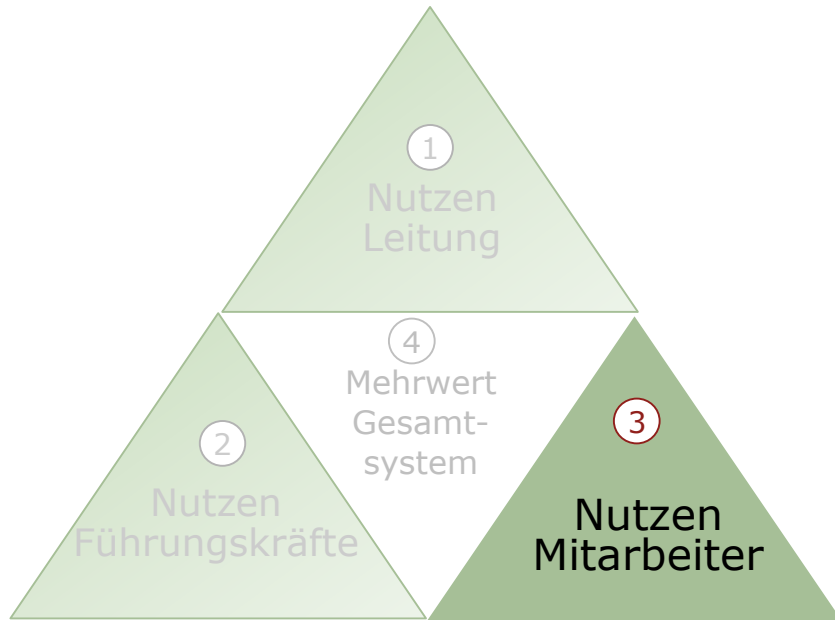 1
Nutzen
Leitung
4
Mehrwert
Gesamt-
system
2
Nutzen
Führungskräfte
3
Nutzen
Mitarbeiter